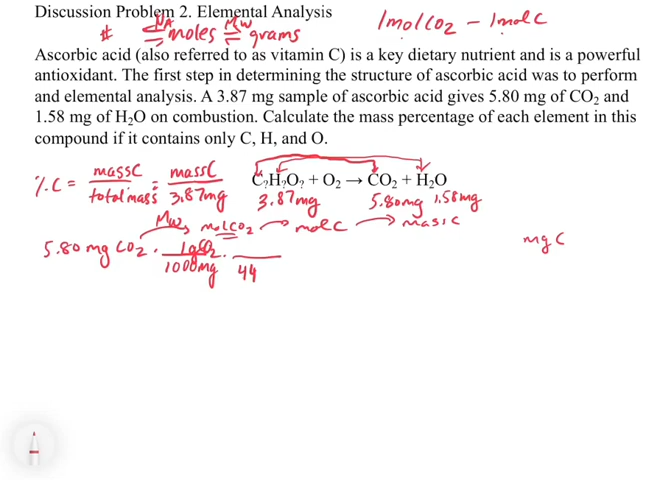 Discussion Problem 2. Elemental Analysis
# ⇌ NA moles ⇌ MW grams
1 mol CO2 - 1 mol C
Ascorbic acid (also referred to as vitamin C) is a key dietary nutrient and is a powerful
antioxidant. The first step in determining the structure of ascorbic acid was to perform
and elemental analysis. A 3.87 mg sample of ascorbic acid gives 5.80 mg of CO2 and
1.58 mg of H2O on combustion. Calculate the mass percentage of each element in this
compound if it contains only C, H, and O.
% C = mass C / total mass = mass C / 3.87 mg
C?H?O? + O2 → CO2 + H2O
3.87 mg 5.80 mg 1.58 mg
MW mol CO2 → mol C → mass C
5.80 mg CO2 · 1 g CO2 / 1000 mg · / 44
mg C